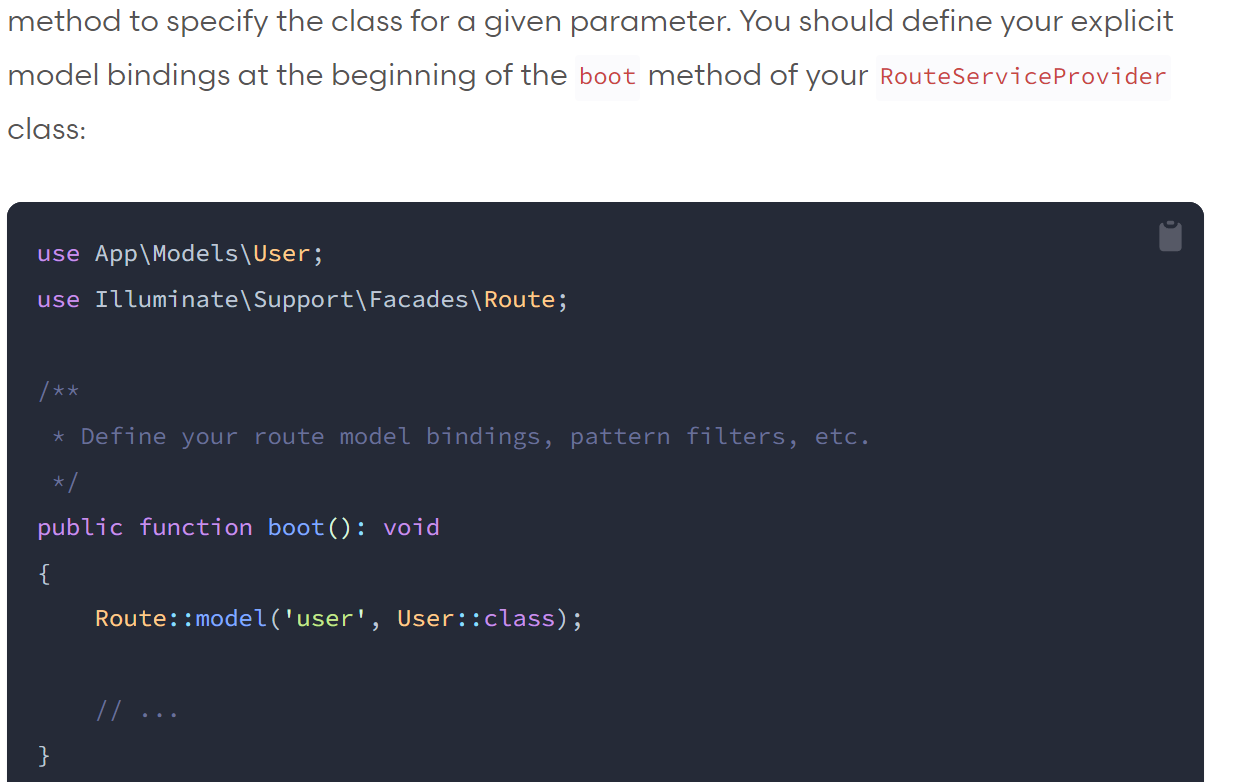 method to specify the class for a given parameter. You should define your explicit
model bindings at the beginning of the boot method of your RouteServiceProvider
class:
use App\Models\User;
use Illuminate\Support\Facades\Route;
/**
 * Define your route model bindings, pattern filters, etc.
 */
public function boot(): void
{
    Route::model('user', User::class);
    // ...
}